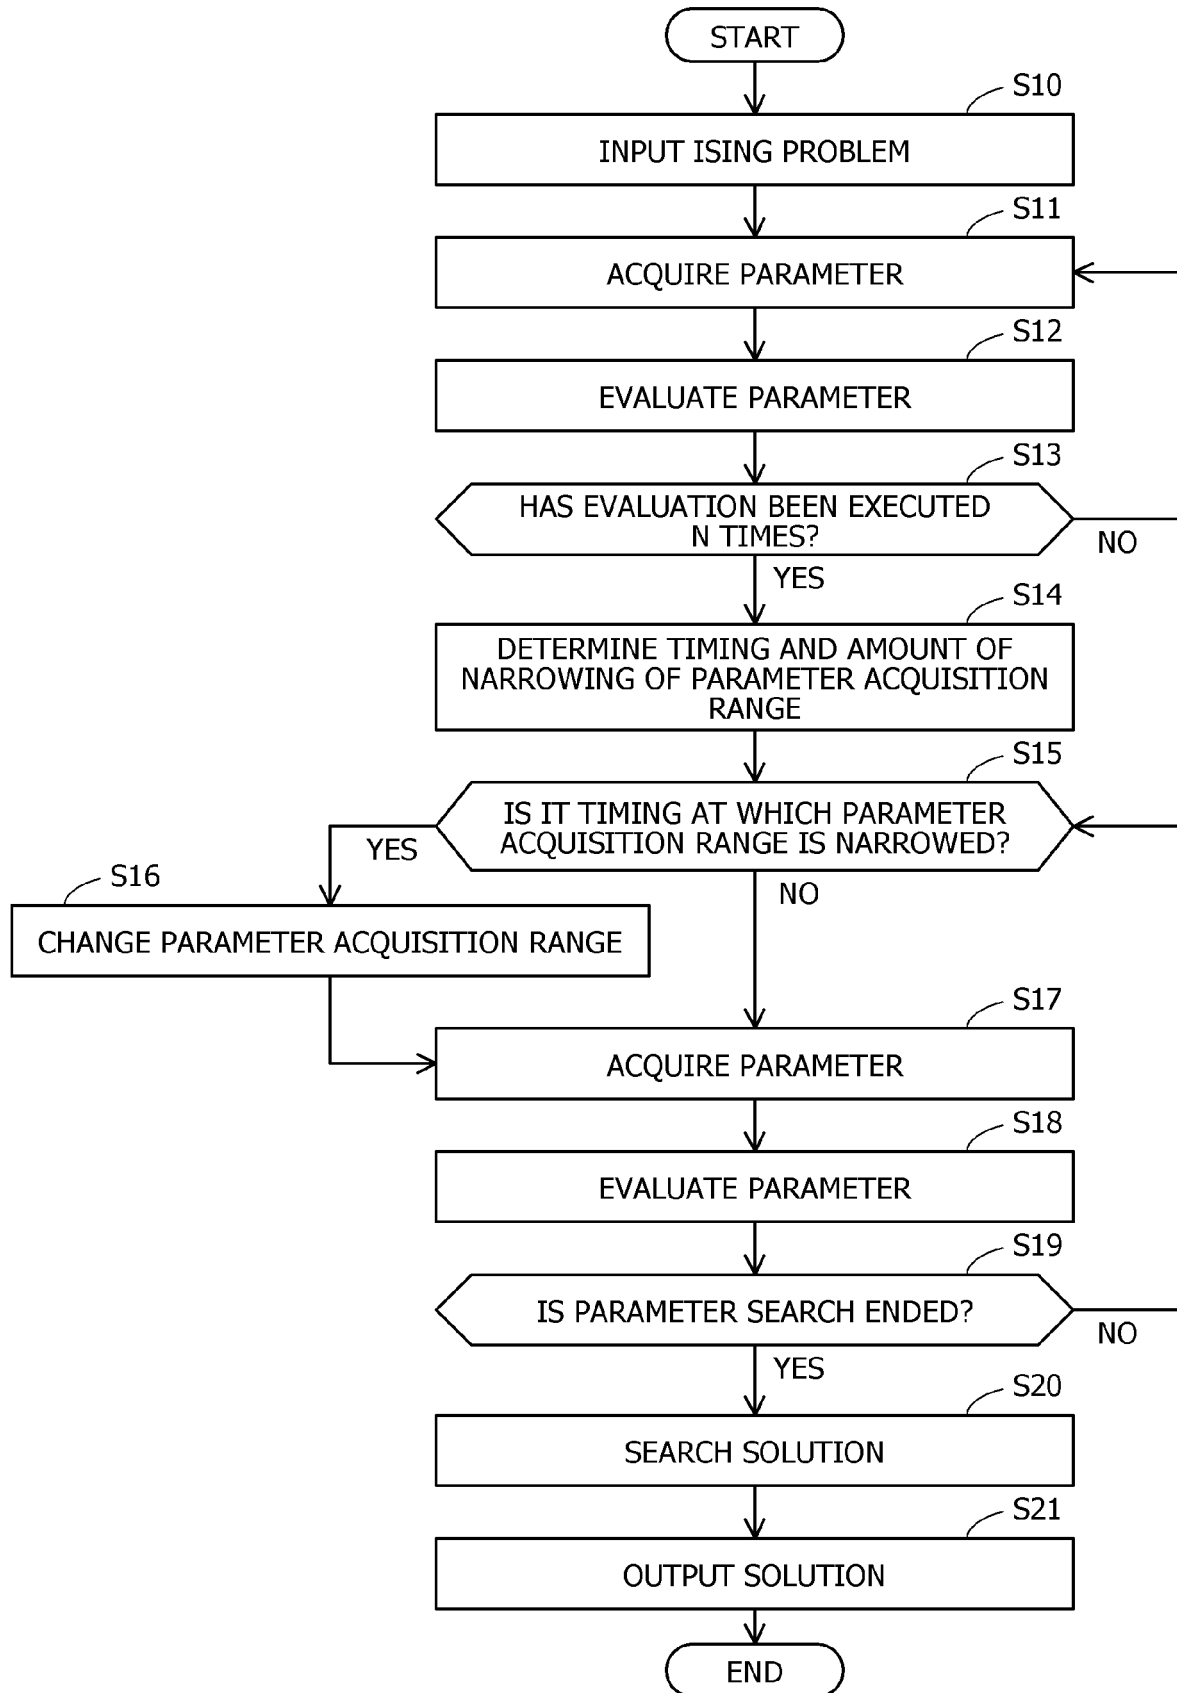 START
S10
INPUT ISING PROBLEM
S11
ACQUIRE PARAMETER
S12
EVALUATE PARAMETER
S13
HAS EVALUATION BEEN EXECUTED
N TIMES?
NO
YES
S14
DETERMINE TIMING AND AMOUNT OF
NARROWING OF PARAMETER ACQUISITION
RANGE
S15
IS IT TIMING AT WHICH PARAMETER
ACQUISITION RANGE IS NARROWED?
YES
NO
S16
CHANGE PARAMETER ACQUISITION RANGE
S17
ACQUIRE PARAMETER
S18
EVALUATE PARAMETER
S19
IS PARAMETER SEARCH ENDED?
NO
YES
S20
SEARCH SOLUTION
S21
OUTPUT SOLUTION
END